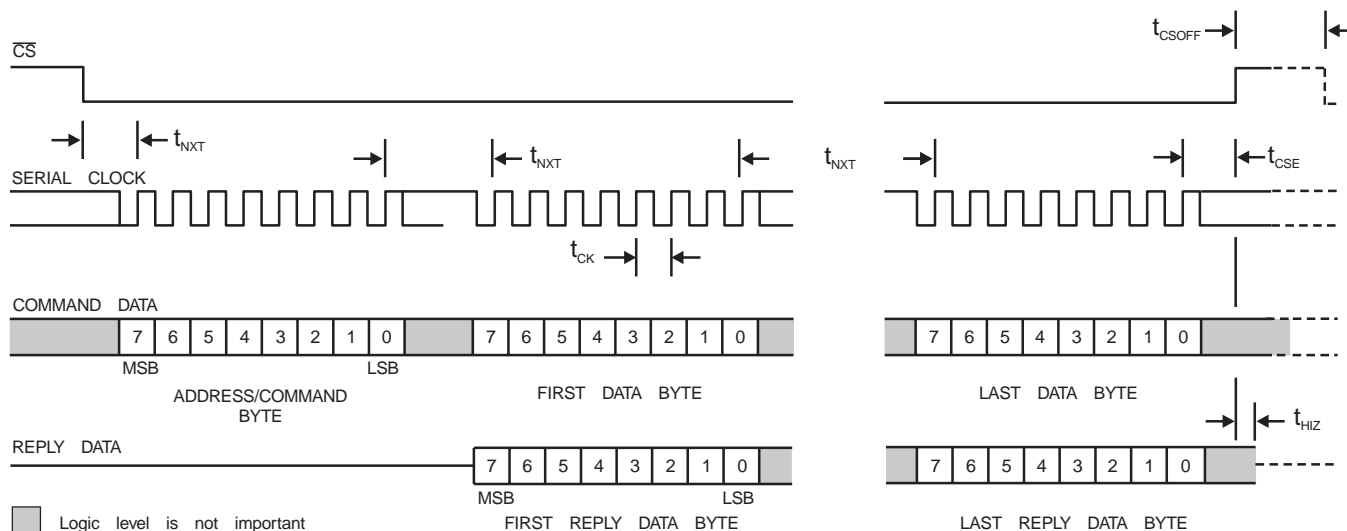 t_CSOFF
CS
t_NXT
t_NXT
t_NXT
t_CSE
SERIAL CLOCK
t_CK
COMMAND DATA
7 6 5 4 3 2 1 0 7 6 5 4 3 2 1 0 7 6 5 4 3 2 1 0
MSB LSB
ADDRESS/COMMAND
BYTE
FIRST DATA BYTE
LAST DATA BYTE
t_HIZ
REPLY DATA
7 6 5 4 3 2 1 0 7 6 5 4 3 2 1 0
MSB LSB
Logic level is not important
FIRST REPLY DATA BYTE
LAST REPLY DATA BYTE